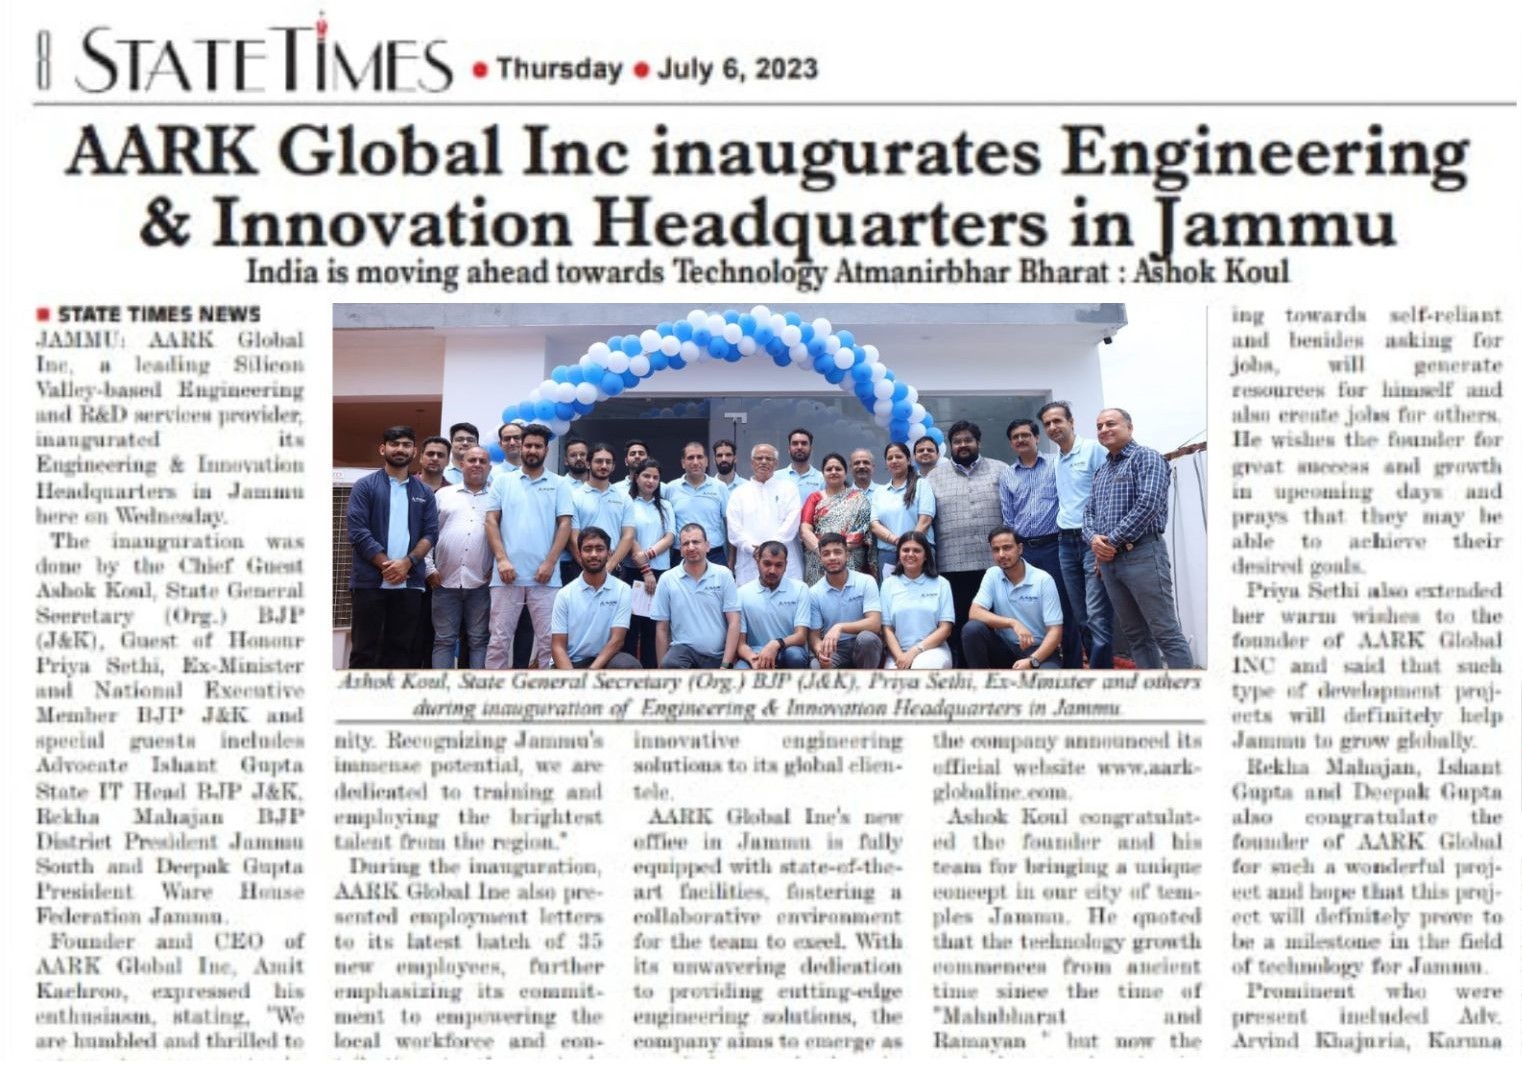 8 STATE TIMES • Thursday • July 6, 2023
AARK Global Inc inaugurates Engineering
& Innovation Headquarters in Jammu
India is moving ahead towards Technology Atmanirbhar Bharat : Ashok Koul
STATE TIMES NEWS
JAMMU: AARK Global
Inc, a leading Silicon
Valley-based Engineering
and R&D services provider,
inaugurated its
Engineering & Innovation
Headquarters in Jammu
here on Wednesday.
The inauguration was
done by the Chief Guest
Ashok Koul, State General
Secretary (Org.) BJP
(J&K), Guest of Honour
Priya Sethi, Ex-Minister
and National Executive
Member BJP J&K and
special guests includes
Advocate Ishant Gupta
State IT Head BJP J&K,
Rekha Mahajan BJP
District President Jammu
South and Deepak Gupta
President Ware House
Federation Jammu.
Founder and CEO of
AARK Global Inc, Amit
Kachroo, expressed his
enthusiasm, stating, "We
are humbled and thrilled to
Ashok Koul, State General Secretary (Org.) BJP (J&K), Priya Sethi, Ex-Minister and others
during inauguration of Engineering & Innovation Headquarters in Jammu.
nity. Recognizing Jammu's
immense potential, we are
dedicated to training and
employing the brightest
talent from the region."
During the inauguration,
AARK Global Inc also pre-
sented employment letters
to its latest batch of 35
new employees, further
emphasizing its commit-
ment to empowering the
local workforce and con-
innovative engineering
solutions to its global clien-
tele.
AARK Global Inc's new
office in Jammu is fully
equipped with state-of-the-
art facilities, fostering a
collaborative environment
for the team to excel. With
its unwavering dedication
to providing cutting-edge
engineering solutions, the
company aims to emerge as
the company announced its
official website www.aark-
globalinc.com.
Ashok Koul congratulat-
ed the founder and his
team for bringing a unique
concept in our city of tem-
ples Jammu. He quoted
that the technology growth
commences from ancient
time since the time of
"Mahabharat and
Ramayan " but now the
ing towards self-reliant
and besides asking for
jobs, will generate
resources for himself and
also create jobs for others.
He wishes the founder for
great success and growth
in upcoming days and
prays that they may be
able to achieve their
desired goals.
Priya Sethi also extended
her warm wishes to the
founder of AARK Global
INC and said that such
type of development proj-
ects will definitely help
Jammu to grow globally.
Rekha Mahajan, Ishant
Gupta and Deepak Gupta
also congratulate the
founder of AARK Global
for such a wonderful proj-
ect and hope that this proj-
ect will definitely prove to
be a milestone in the field
of technology for Jammu.
Prominent who were
present included Adv.
Arvind Khajuria, Karuna